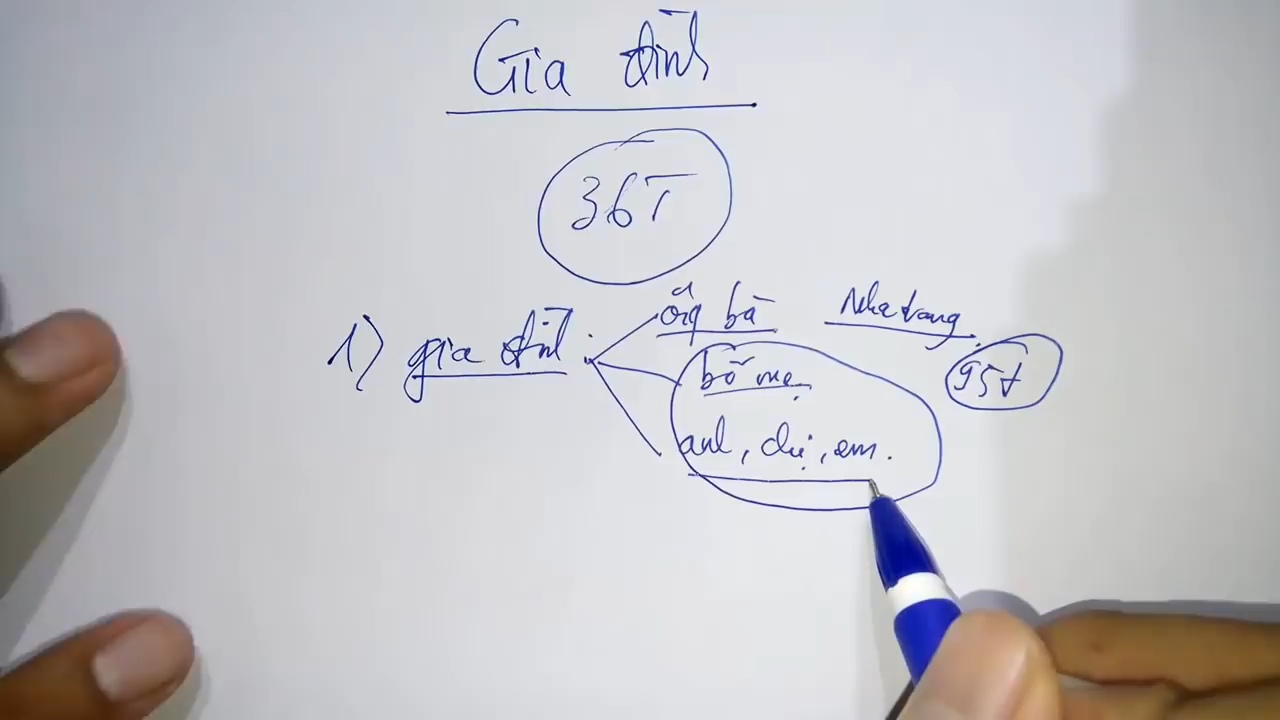 Gia đình
36T
1) gia đình : ông bà Nha trang
bố mẹ, 95t
anh, chị, em.